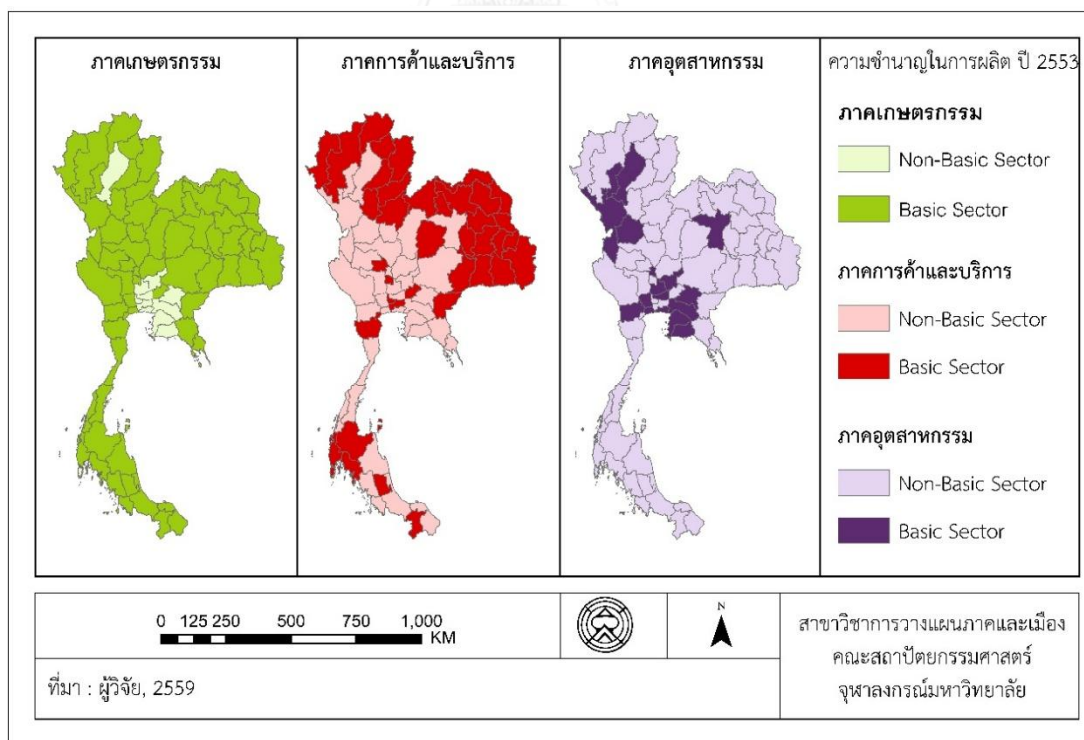 ภาคเกษตรกรรม
ภาคการค้าและบริการ
ภาคอุตสาหกรรม
ความชำนาญในการผลิต ปี 2553
ภาคเกษตรกรรม
Non-Basic Sector
Basic Sector
ภาคการค้าและบริการ
Non-Basic Sector
Basic Sector
ภาคอุตสาหกรรม
Non-Basic Sector
Basic Sector
0 125 250 500 750 1,000
KM
N
ที่มา : ผู้วิจัย, 2559
สาขาวิชาการวางแผนภาคและเมือง
คณะสถาปัตยกรรมศาสตร์
จุฬาลงกรณ์มหาวิทยาลัย